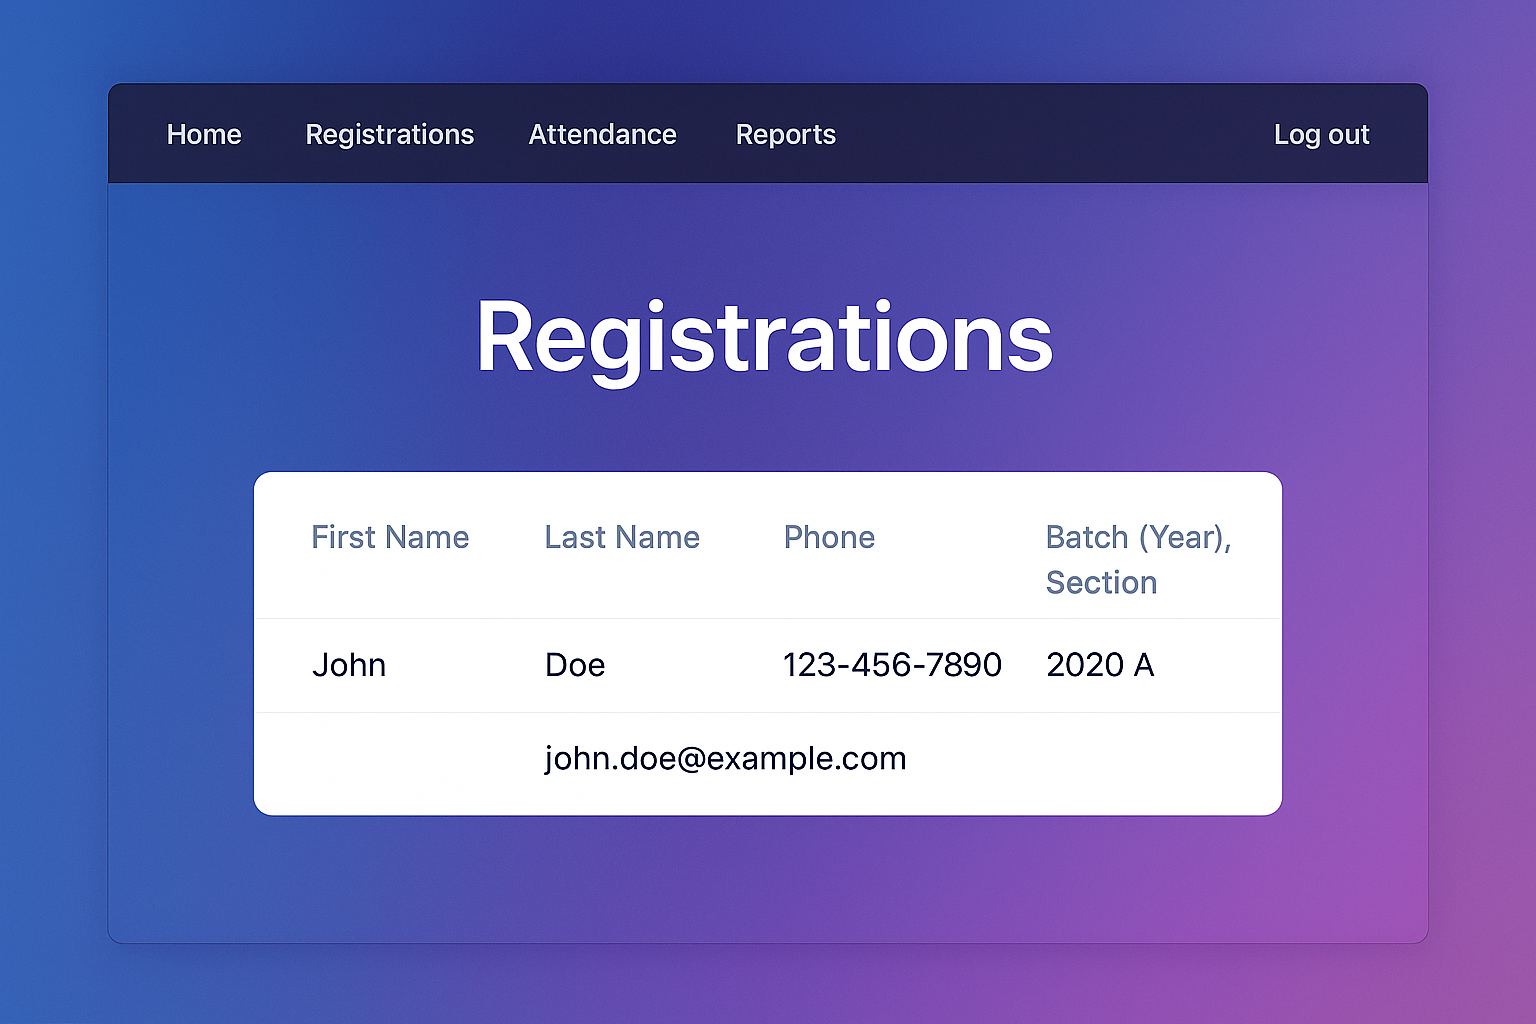 Home Registrations Attendance Reports Log out
Registrations
First Name Last Name Phone Batch (Year),
Section
John Doe 123-456-7890 2020 A
john.doe@example.com